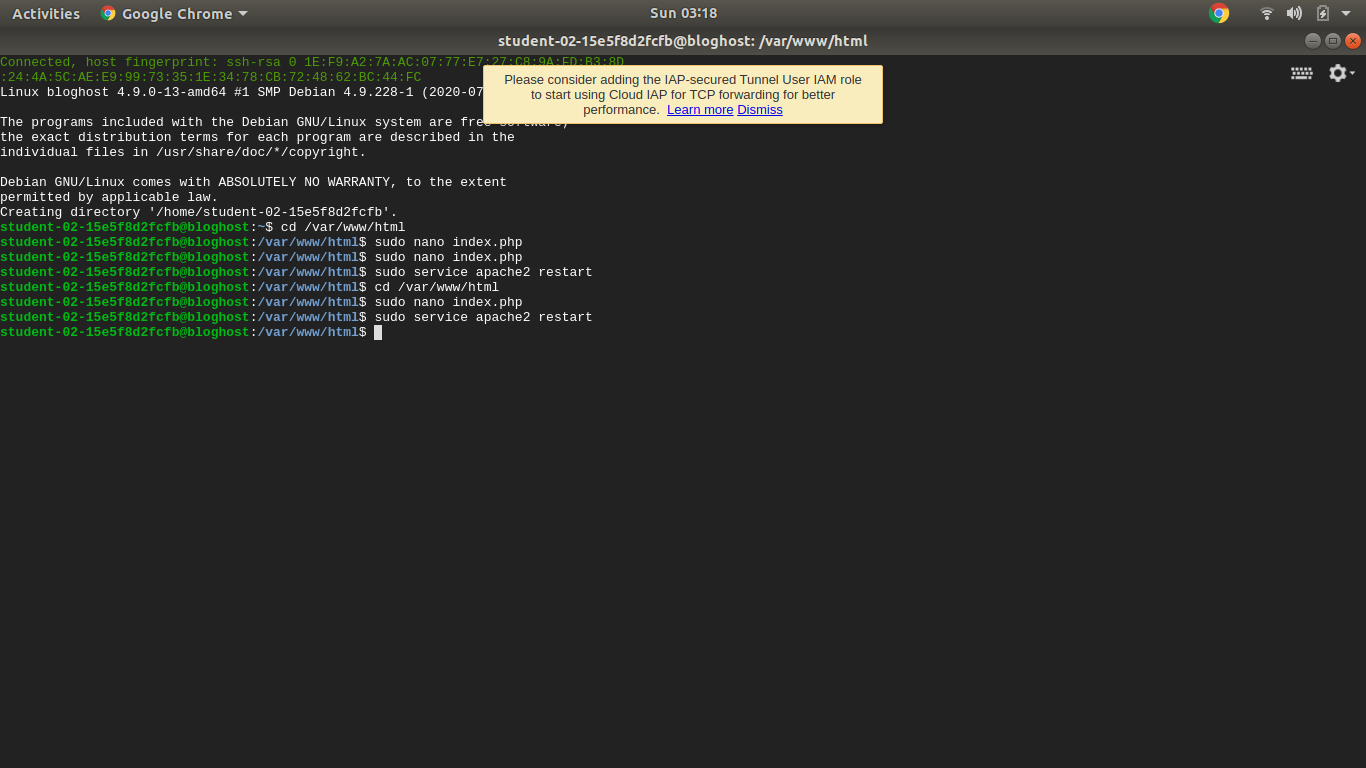 Activities Google Chrome Sun 03:18
student-02-15e5f8d2fcfb@bloghost: /var/www/html
Connected, host fingerprint: ssh-rsa 0 1E:F9:A2:7A:AC:07:77:E7:27:C8:9A:FD:B3:8D
:24:4A:5C:AE:E9:99:73:35:1E:34:78:CB:72:48:62:BC:44:FC
Please consider adding the IAP-secured Tunnel User IAM role
to start using Cloud IAP for TCP forwarding for better
performance. Learn more Dismiss
Linux bloghost 4.9.0-13-amd64 #1 SMP Debian 4.9.228-1 (2020-07
The programs included with the Debian GNU/Linux system are free software;
the exact distribution terms for each program are described in the
individual files in /usr/share/doc/*/copyright.
Debian GNU/Linux comes with ABSOLUTELY NO WARRANTY, to the extent
permitted by applicable law.
Creating directory '/home/student-02-15e5f8d2fcfb'.
student-02-15e5f8d2fcfb@bloghost:~$ cd /var/www/html
student-02-15e5f8d2fcfb@bloghost:/var/www/html$ sudo nano index.php
student-02-15e5f8d2fcfb@bloghost:/var/www/html$ sudo nano index.php
student-02-15e5f8d2fcfb@bloghost:/var/www/html$ sudo service apache2 restart
student-02-15e5f8d2fcfb@bloghost:/var/www/html$ cd /var/www/html
student-02-15e5f8d2fcfb@bloghost:/var/www/html$ sudo nano index.php
student-02-15e5f8d2fcfb@bloghost:/var/www/html$ sudo service apache2 restart
student-02-15e5f8d2fcfb@bloghost:/var/www/html$